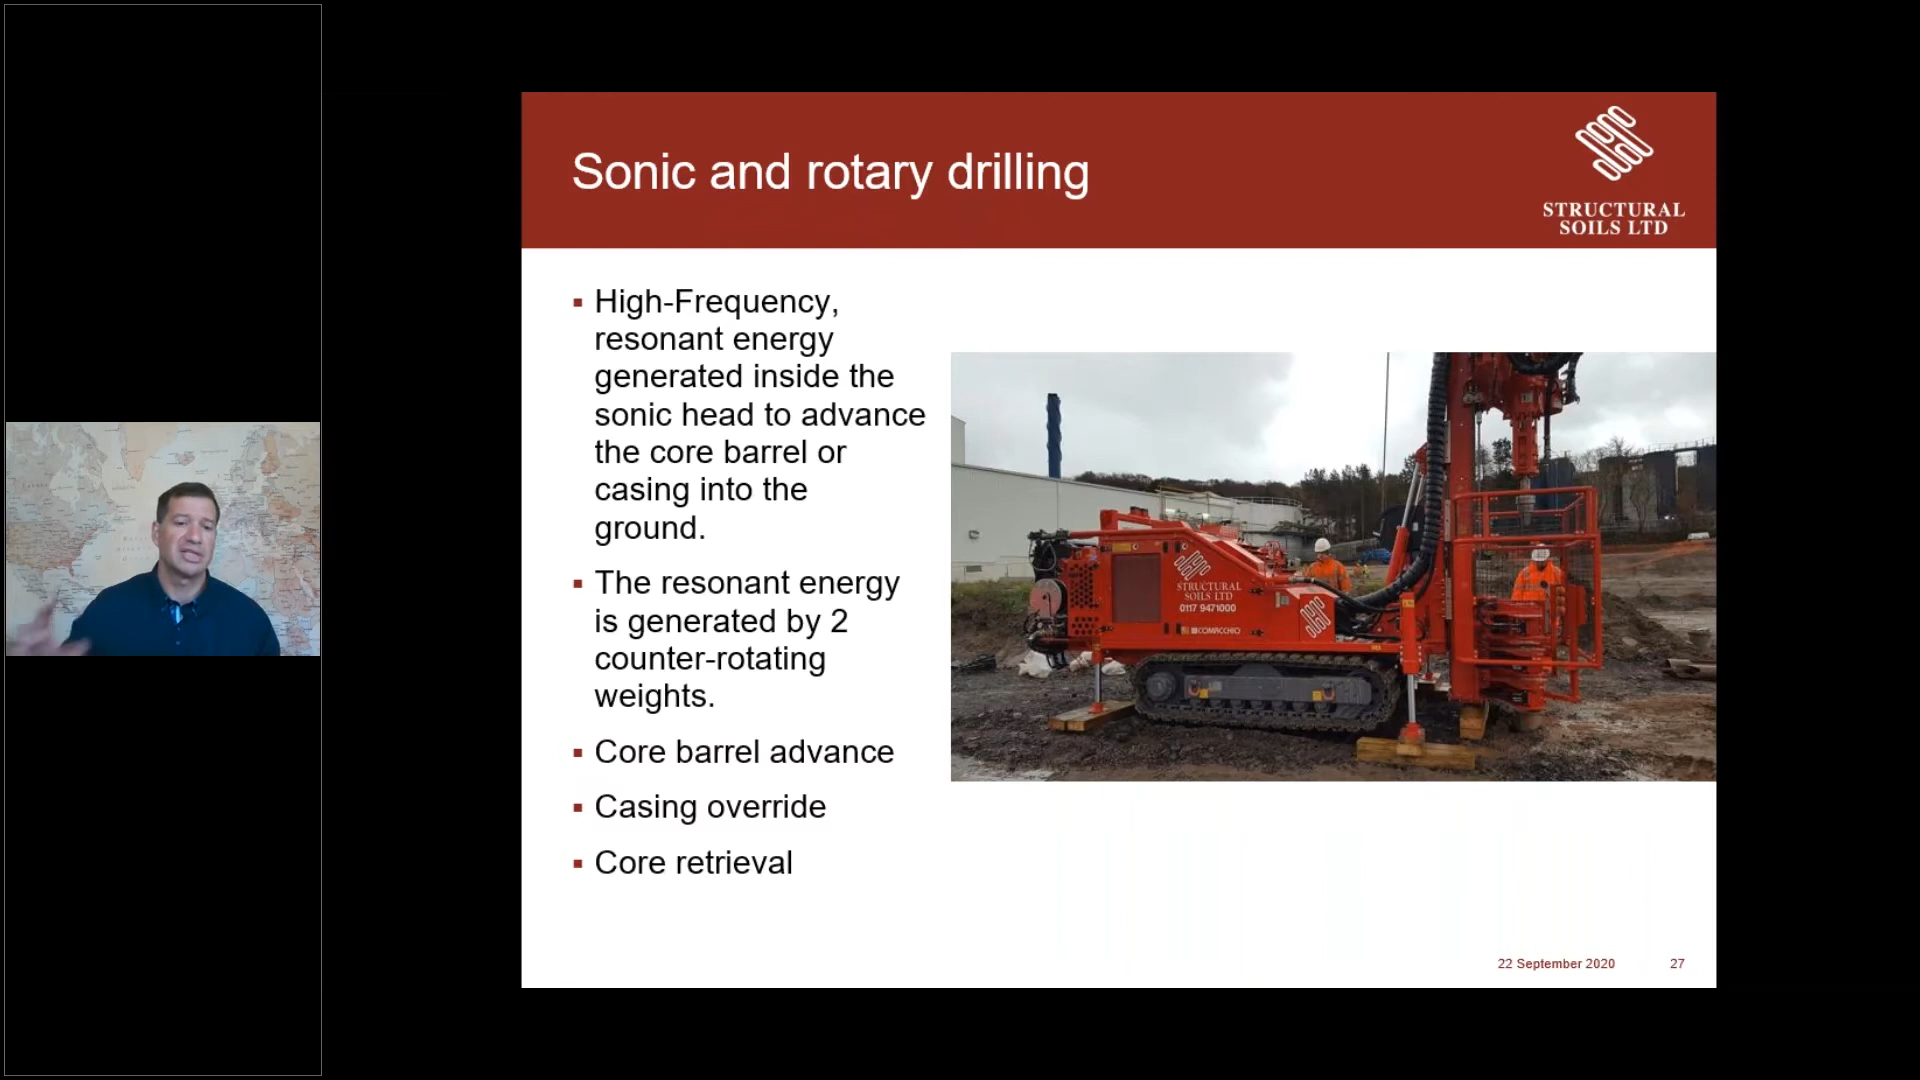 Sonic and rotary drilling
STRUCTURAL
SOILS LTD
▪ High-Frequency,
resonant energy
generated inside the
sonic head to advance
the core barrel or
casing into the
ground.
▪ The resonant energy
is generated by 2
counter-rotating
weights.
▪ Core barrel advance
▪ Casing override
▪ Core retrieval
STRUCTURAL
SOILS LTD
0117 9471000
COMACCHIO
22 September 2020
27